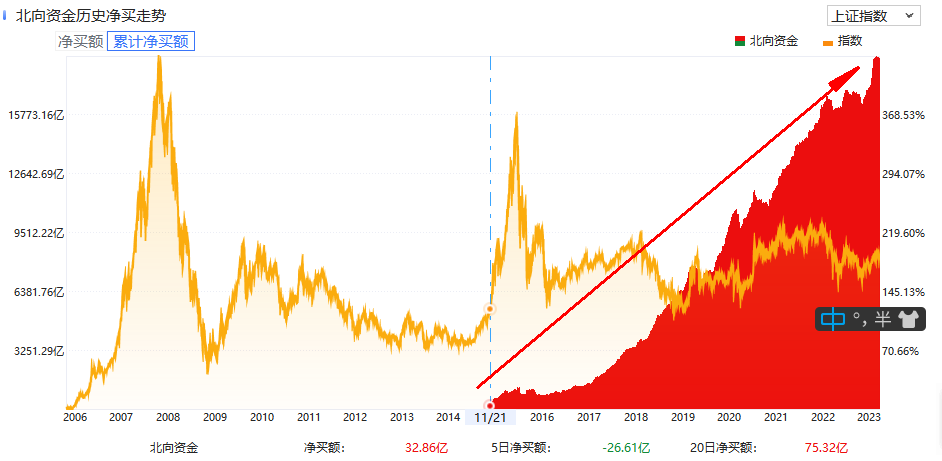 北向资金历史净买走势
上证指数
净买额 累计净买额
北向资金 指数
15773.16亿 368.53%
12642.69亿 294.07%
9512.22亿 219.60%
6381.76亿 145.13%
中 °, 半
3251.29亿 70.66%
2006 2007 2008 2009 2010 2011 2012 2013 2014 11/21 2016 2017 2018 2019 2020 2021 2022 2023
北向资金 净买额: 32.86亿 5日净买额: -26.61亿 20日净买额: 75.32亿